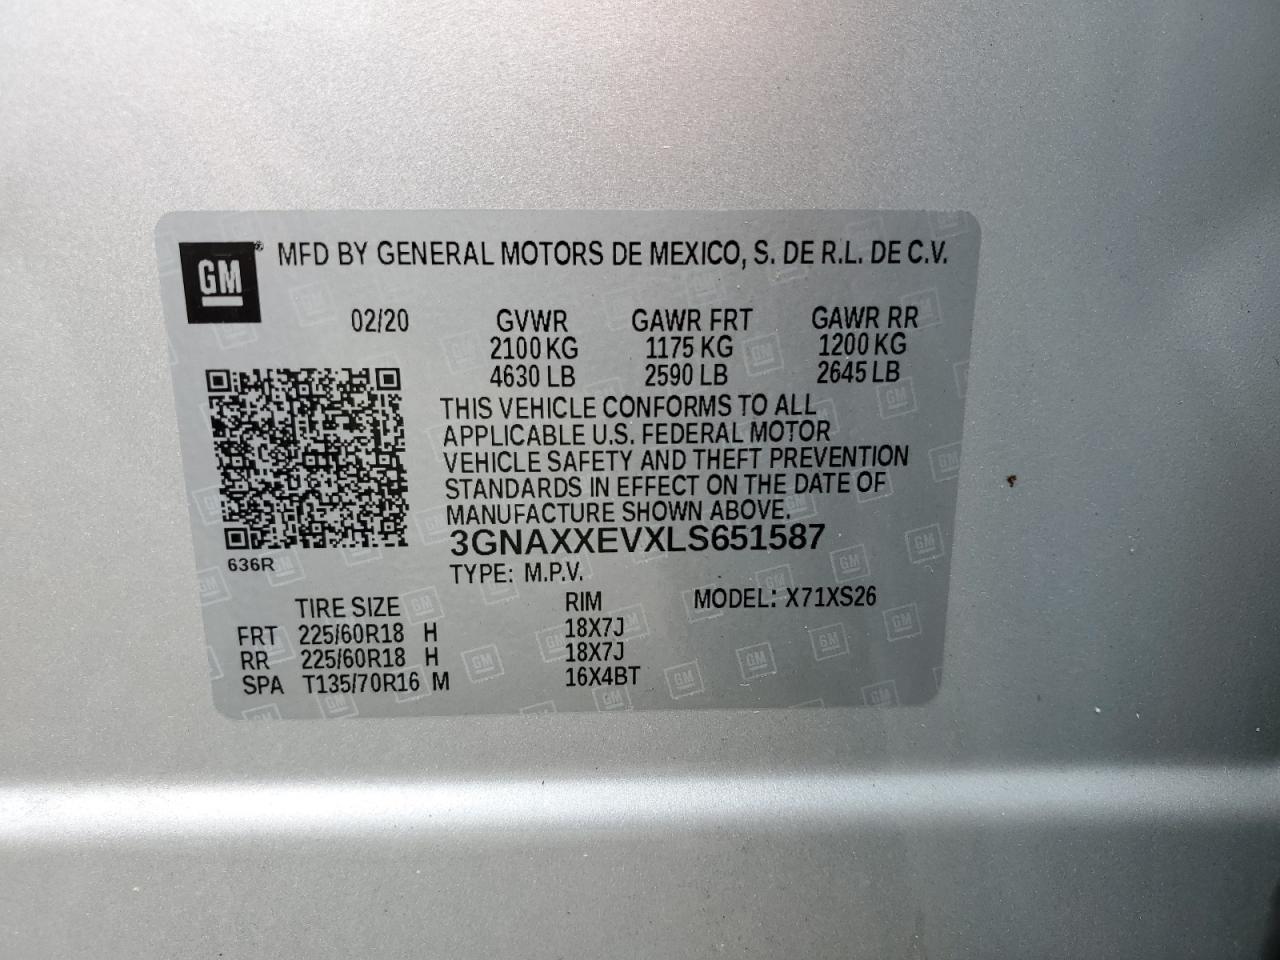 GM® MFD BY GENERAL MOTORS DE MEXICO, S. DE R.L. DE C.V.
02/20 GVWR GAWR FRT GAWR RR
2100 KG 1175 KG 1200 KG
4630 LB 2590 LB 2645 LB
THIS VEHICLE CONFORMS TO ALL
APPLICABLE U.S. FEDERAL MOTOR
VEHICLE SAFETY AND THEFT PREVENTION
STANDARDS IN EFFECT ON THE DATE OF
MANUFACTURE SHOWN ABOVE.
3GNAXXEVXLS651587
636R
TYPE: M.P.V.
TIRE SIZE RIM MODEL: X71XS26
FRT 225/60R18 H 18X7J
RR 225/60R18 H 18X7J
SPA T135/70R16 M 16X4BT